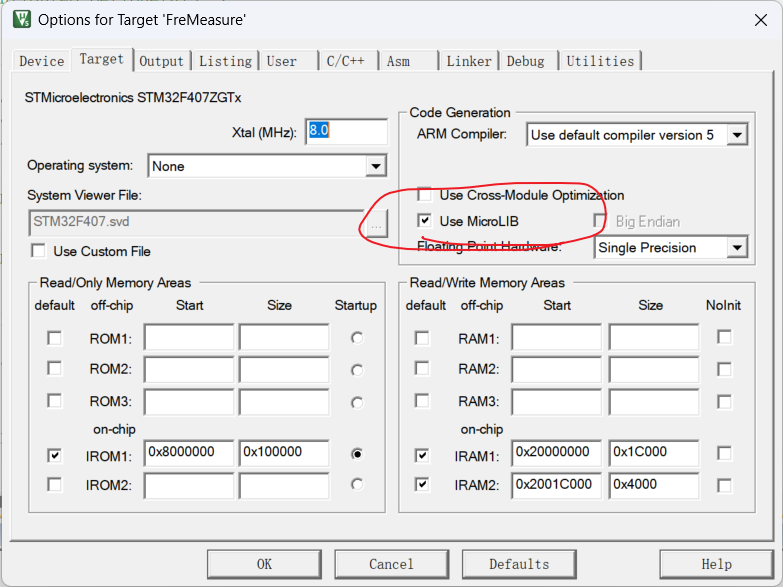 Options for Target 'FreMeasure'
Device Target Output Listing User C/C++ Asm Linker Debug Utilities
STMicroelectronics STM32F407ZGTx
Xtal (MHz): 8.0
Operating system: None
System Viewer File:
STM32F407.svd ...
Use Custom File
Code Generation
ARM Compiler: Use default compiler version 5
Use Cross-Module Optimization
Use MicroLIB Big Endian
Floating Point Hardware: Single Precision
Read/Only Memory Areas
default off-chip Start Size Startup
ROM1:
ROM2:
ROM3:
on-chip
IROM1: 0x8000000 0x100000
IROM2:
Read/Write Memory Areas
default off-chip Start Size NoInit
RAM1:
RAM2:
RAM3:
on-chip
IRAM1: 0x20000000 0x1C000
IRAM2: 0x2001C000 0x4000
OK Cancel Defaults Help